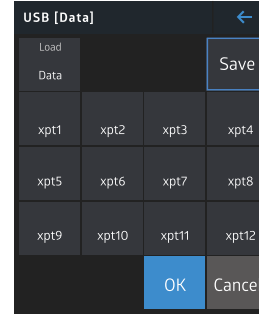 USB [Data]
Load
Data
Save
xpt1 xpt2 xpt3 xpt4
xpt5 xpt6 xpt7 xpt8
xpt9 xpt10 xpt11 xpt12
OK Cance